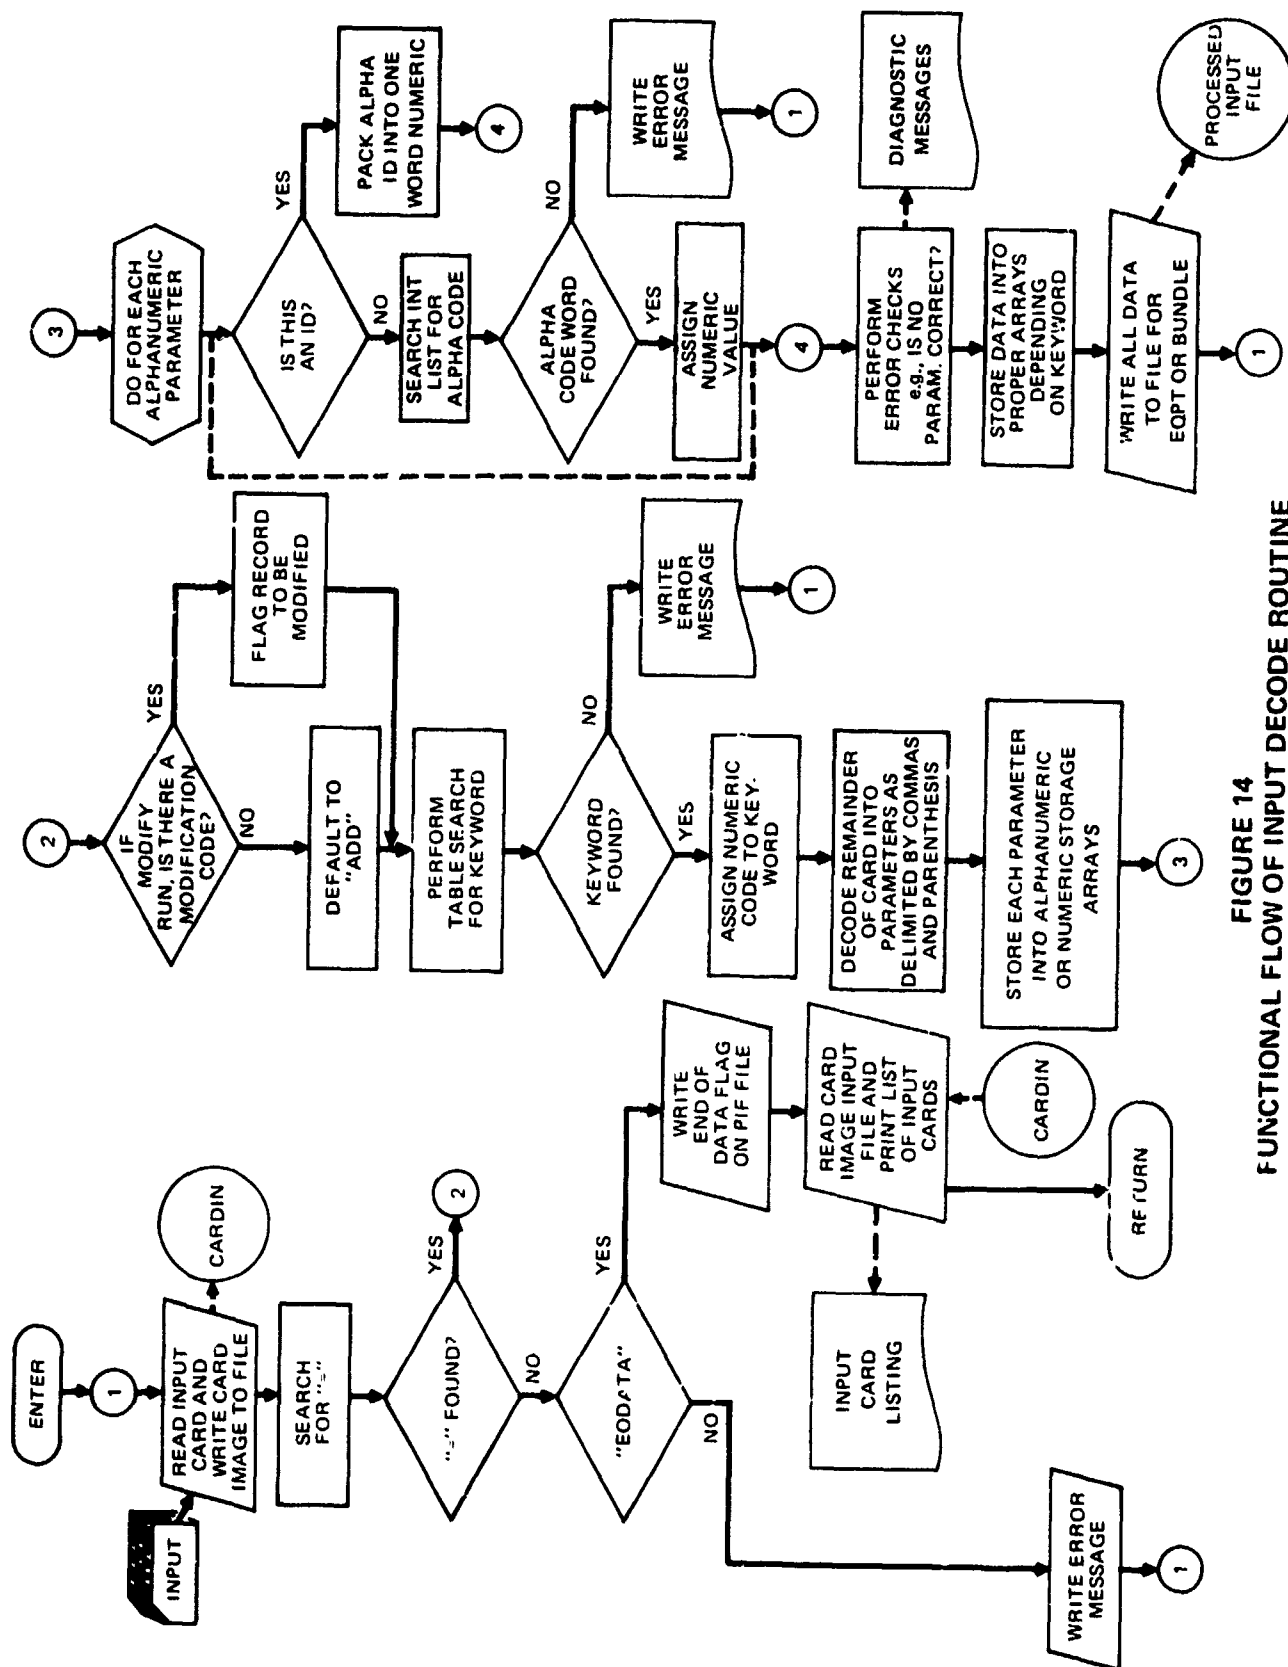 ENTER
1
INPUT
READ INPUT
CARD AND
WRITE CARD
IMAGE TO FILE
CARDIN
SEARCH
FOR "="
"=" FOUND?
YES
2
NO
"EODATA"
YES
NO
WRITE
END OF
DATA FLAG
ON PIF FILE
READ CARD
IMAGE INPUT
FILE AND
PRINT LIST
OF INPUT
CARDS
CARDIN
INPUT
CARD
LISTING
RETURN
WRITE ERROR
MESSAGE
1
2
IF
MODIFY
RUN, IS THERE A
MODIFICATION
CODE?
YES
NO
FLAG RECORD
TO BE
MODIFIED
DEFAULT TO
"ADD"
PERFORM
TABLE SEARCH
FOR KEYWORD
KEYWORD
FOUND?
NO
YES
WRITE
ERROR
MESSAGE
1
ASSIGN NUMERIC
CODE TO KEY-
WORD
DECODE REMAINDER
OF CARD INTO
PARAMETERS AS
DELIMITED BY COMMAS
AND PARENTHESIS
STORE EACH PARAMETER
INTO ALPHANUMERIC
OR NUMERIC STORAGE
ARRAYS
3
3
DO FOR EACH
ALPHANUMERIC
PARAMETER
IS THIS
AN ID?
YES
NO
PACK ALPHA
ID INTO ONE
WORD NUMERIC
4
SEARCH INT
LIST FOR
ALPHA CODE
ALPHA
CODE WORD
FOUND?
NO
YES
WRITE
ERROR
MESSAGE
1
ASSIGN
NUMERIC
VALUE
4
PERFORM
ERROR CHECKS
e.g., IS NO
PARAM. CORRECT?
DIAGNOSTIC
MESSAGES
STORE DATA INTO
PROPER ARRAYS
DEPENDING
ON KEYWORD
WRITE ALL DATA
TO FILE FOR
EQPT OR BUNDLE
PROCESSED
INPUT
FILE
1
FIGURE 14
FUNCTIONAL FLOW OF INPUT DECODE ROUTINE